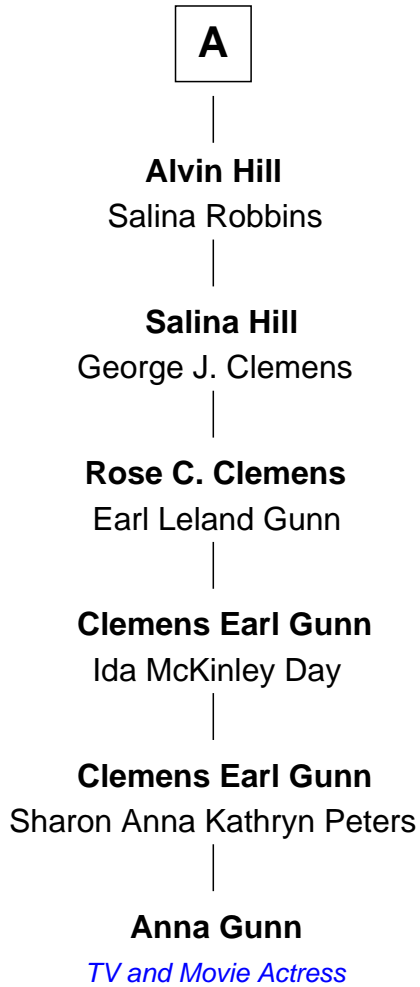 A
Alvin Hill
Salina Robbins
Salina Hill
George J. Clemens
Rose C. Clemens
Earl Leland Gunn
Clemens Earl Gunn
Ida McKinley Day
Clemens Earl Gunn
Sharon Anna Kathryn Peters
Anna Gunn
TV and Movie Actress